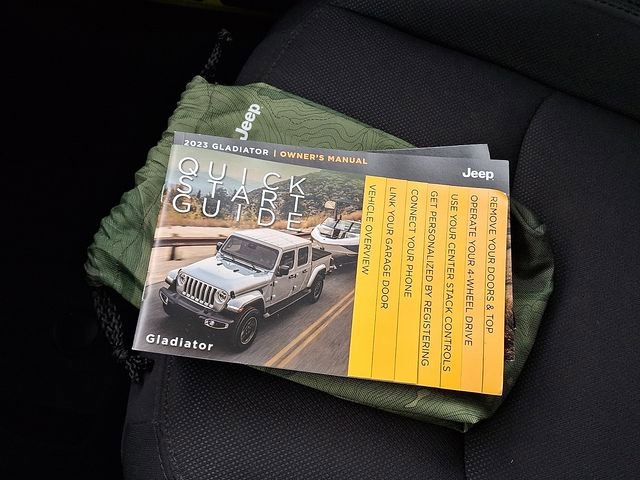 Jeep
2023 GLADIATOR | OWNER'S MANUAL
Jeep
QUICK
START
GUIDE
VEHICLE OVERVIEW
LINK YOUR GARAGE DOOR
CONNECT YOUR PHONE
GET PERSONALIZED BY REGISTERING
USE YOUR CENTER STACK CONTROLS
OPERATE YOUR 4-WHEEL DRIVE
REMOVE YOUR DOORS & TOP
Gladiator